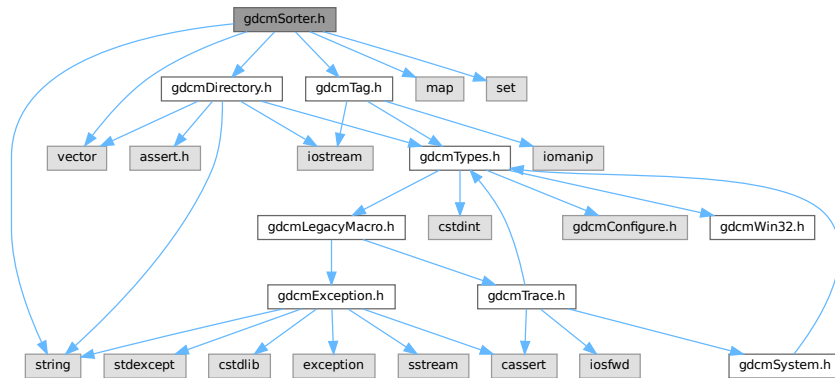 gdcmSorter.h
gdcmDirectory.h
gdcmTag.h
map
set
vector
assert.h
iostream
gdcmTypes.h
iomanip
gdcmLegacyMacro.h
cstdint
gdcmConfigure.h
gdcmWin32.h
gdcmException.h
gdcmTrace.h
string
stdexcept
cstdlib
exception
sstream
cassert
iosfwd
gdcmSystem.h